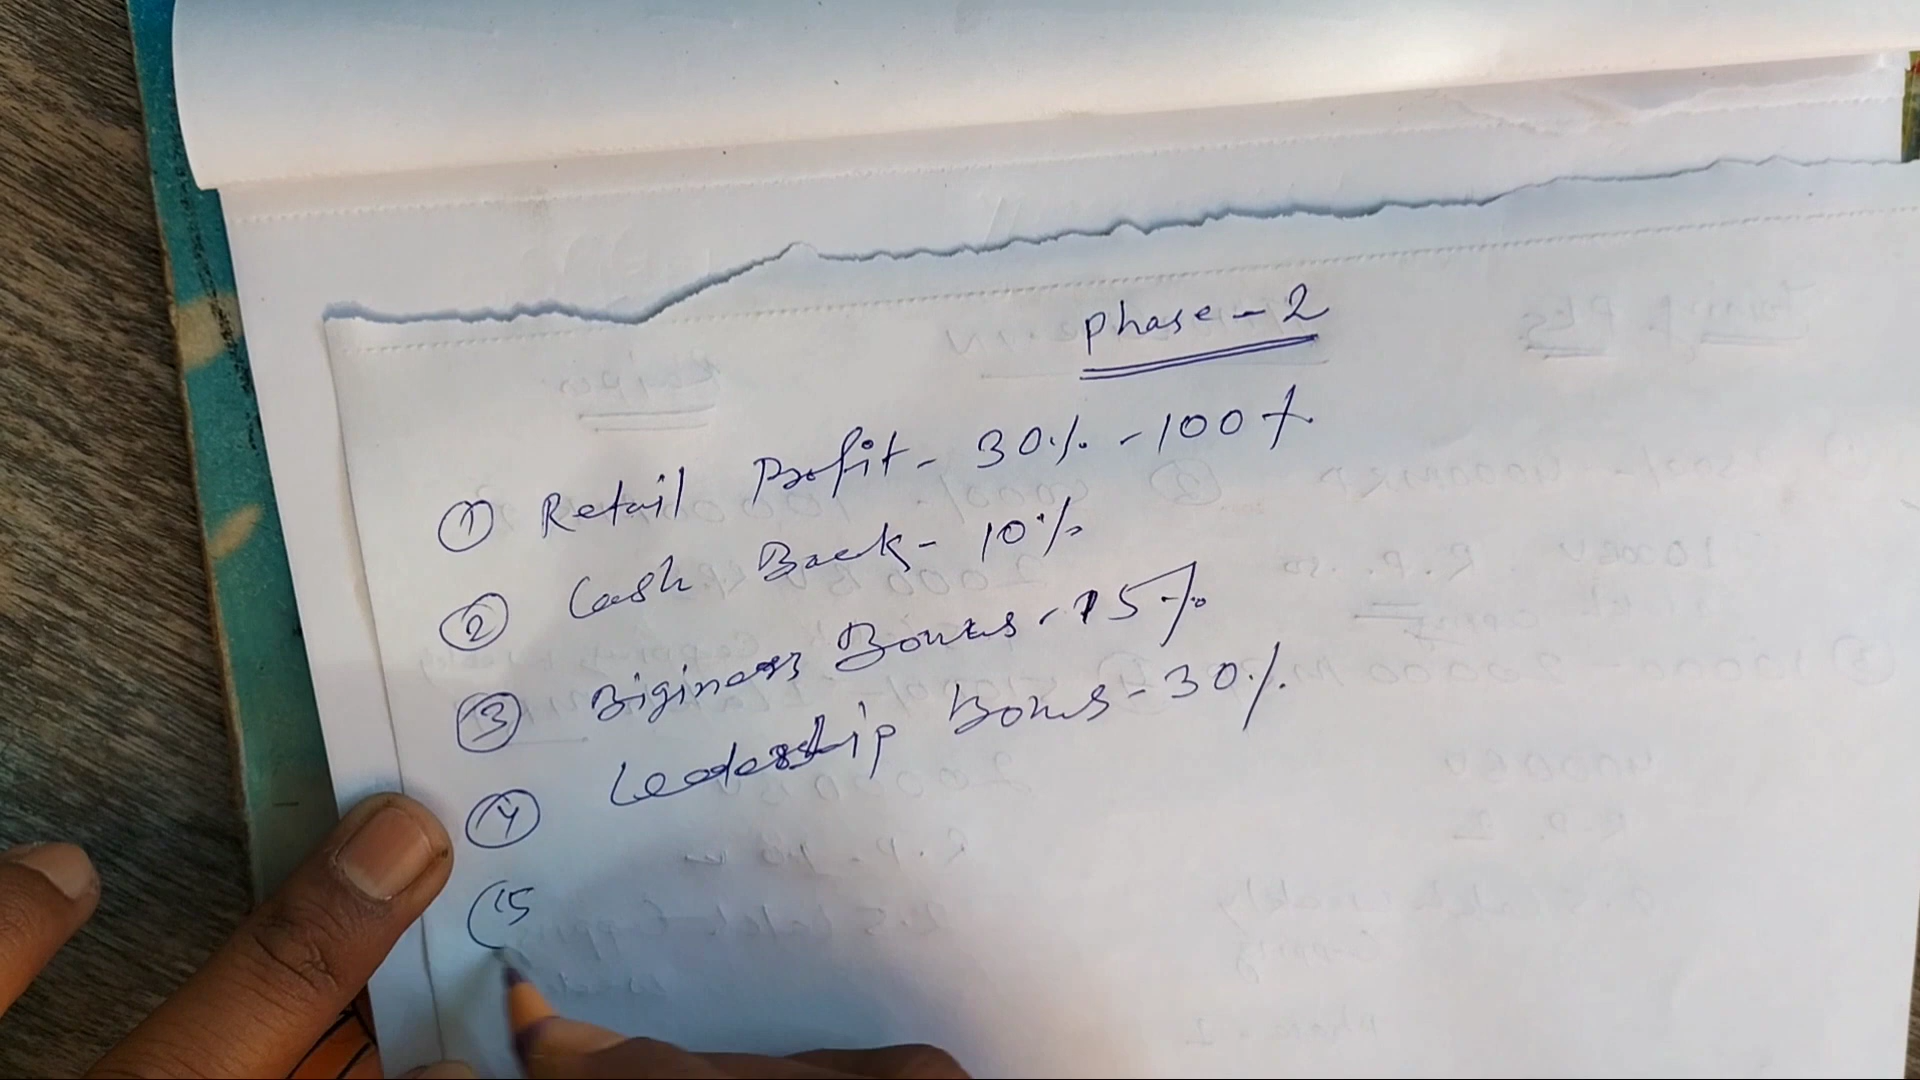 Phase - 2
① Retail Profit - 30% - 100%
② Cash Back - 10%
③ Biginers Bonus - 15%
④ Leadership Bonus - 30%
5